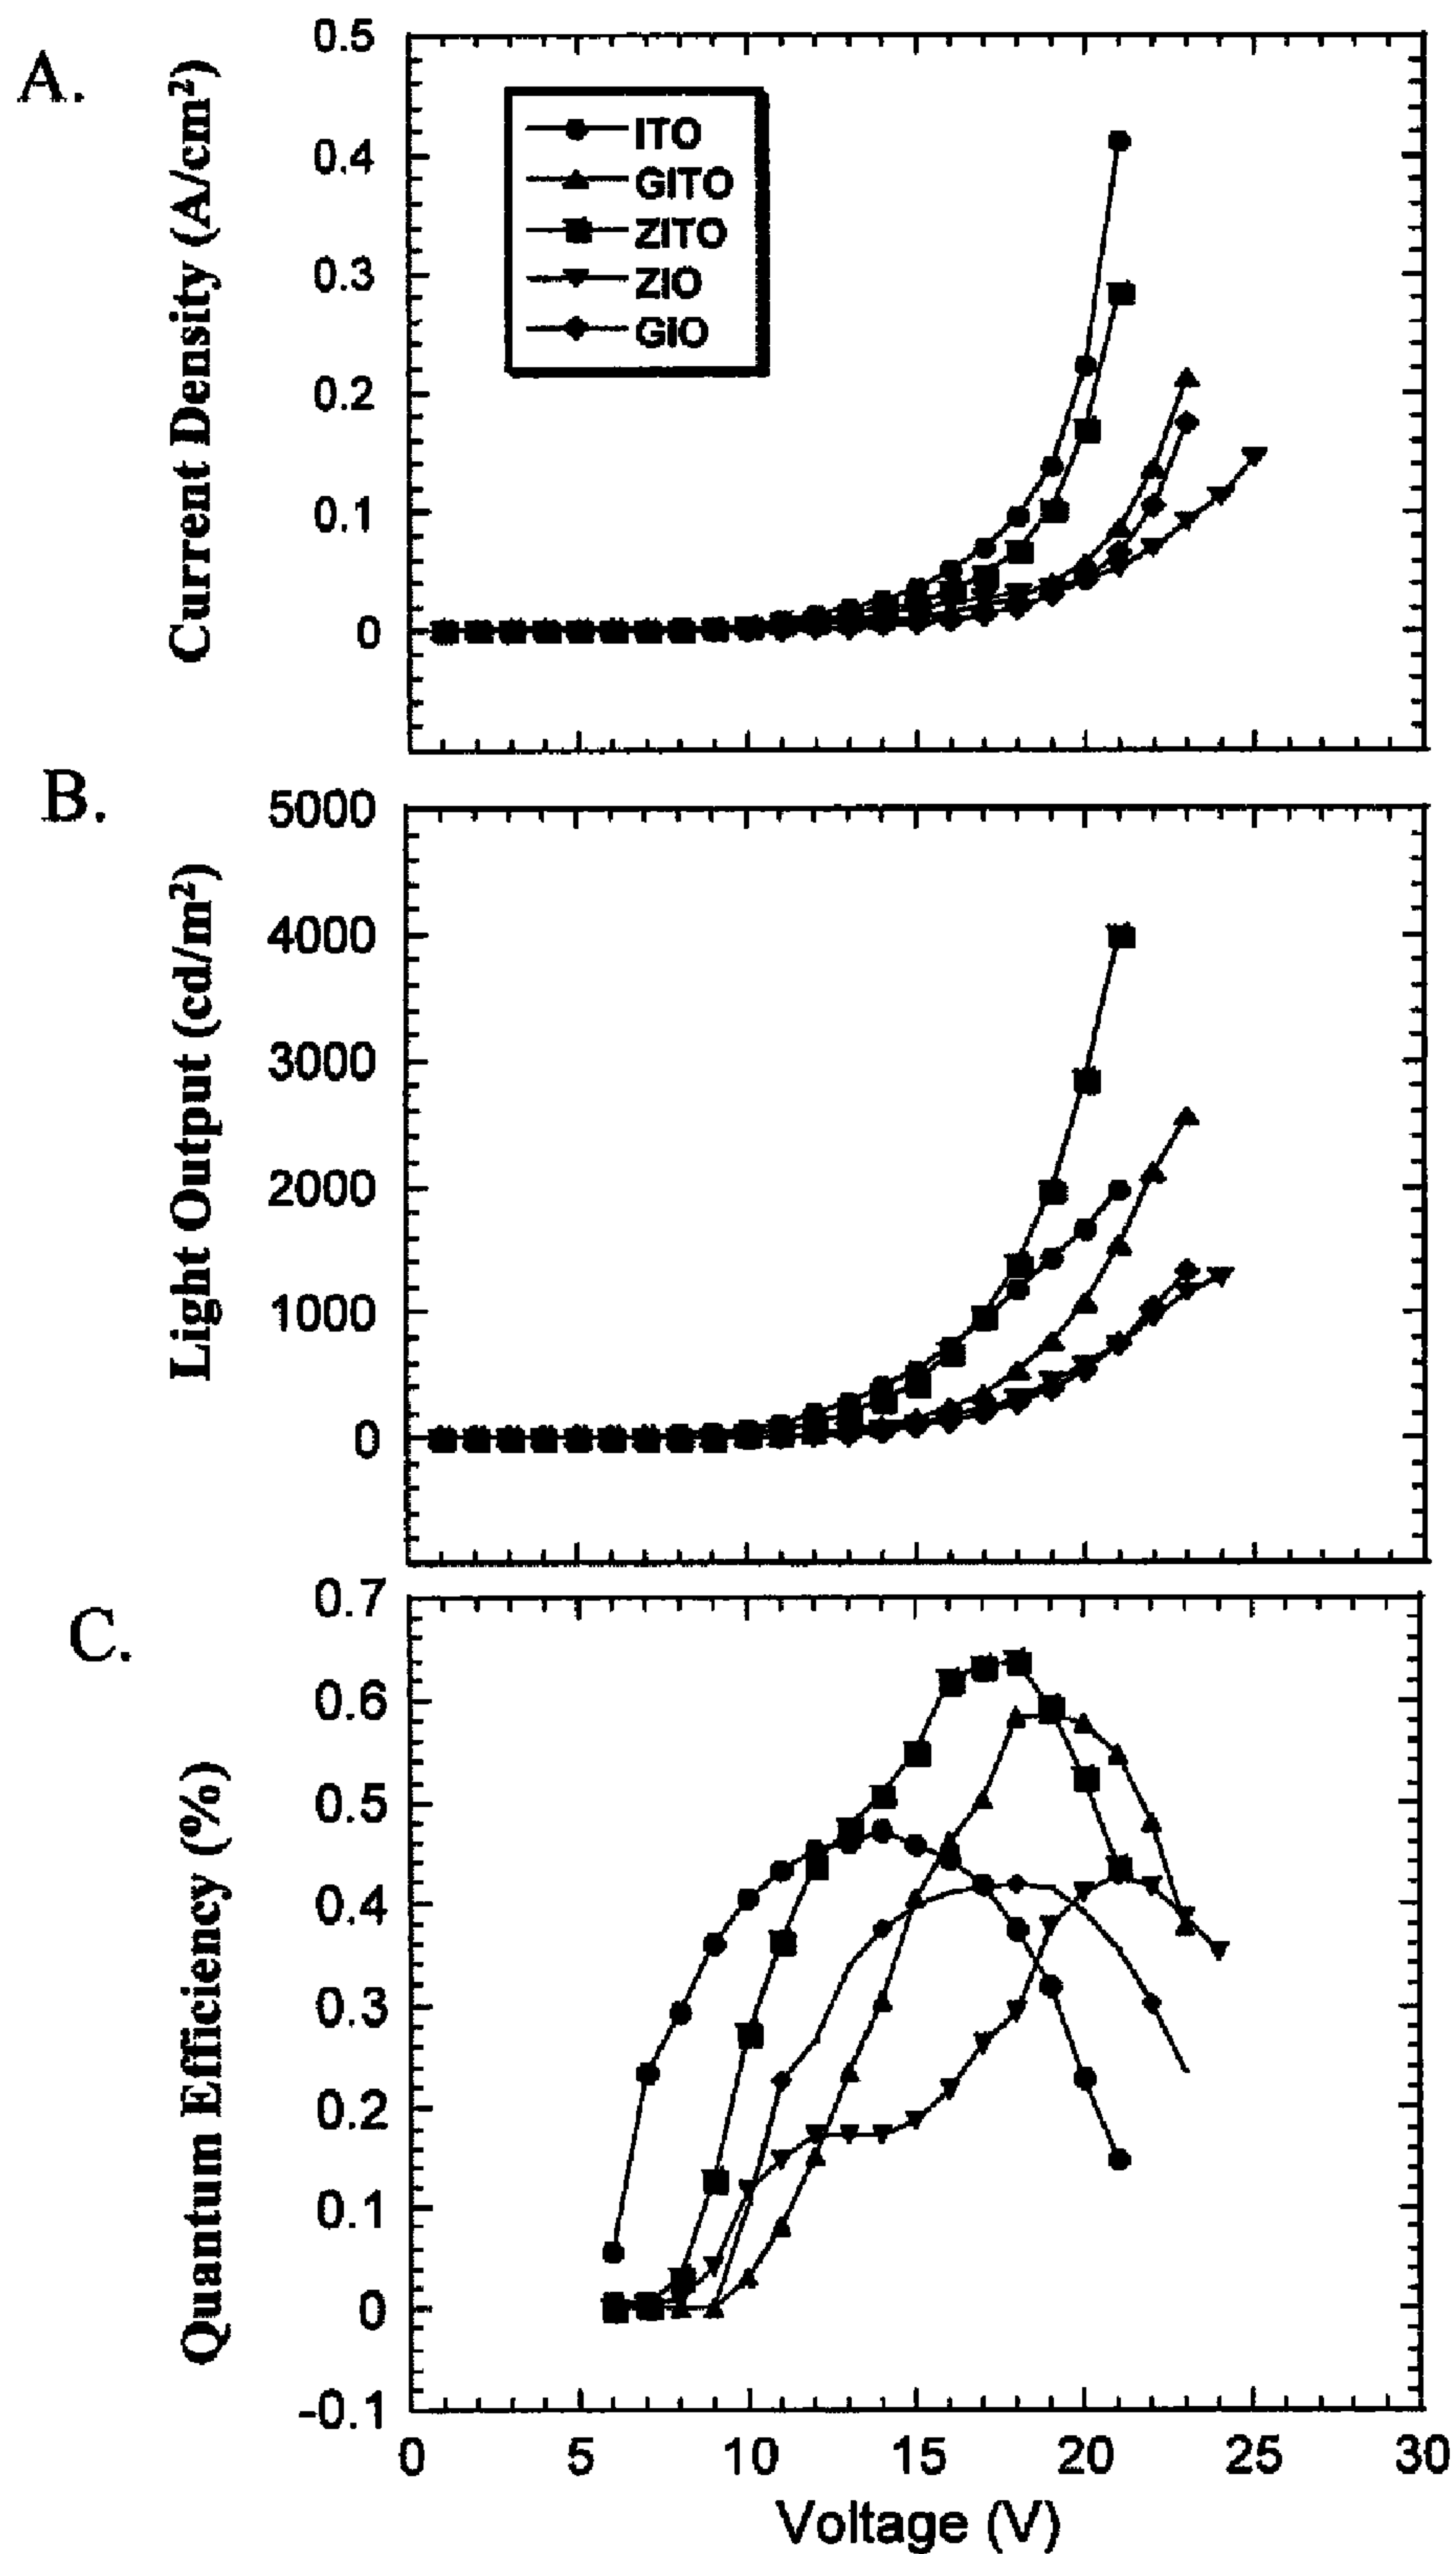 A.
Current Density (A/cm²)
0.5
0.4
0.3
0.2
0.1
0
ITO
GITO
ZITO
ZIO
GIO
B.
Light Output (cd/m²)
5000
4000
3000
2000
1000
0
C.
Quantum Efficiency (%)
0.7
0.6
0.5
0.4
0.3
0.2
0.1
0
-0.1
0 5 10 15 20 25 30
Voltage (V)